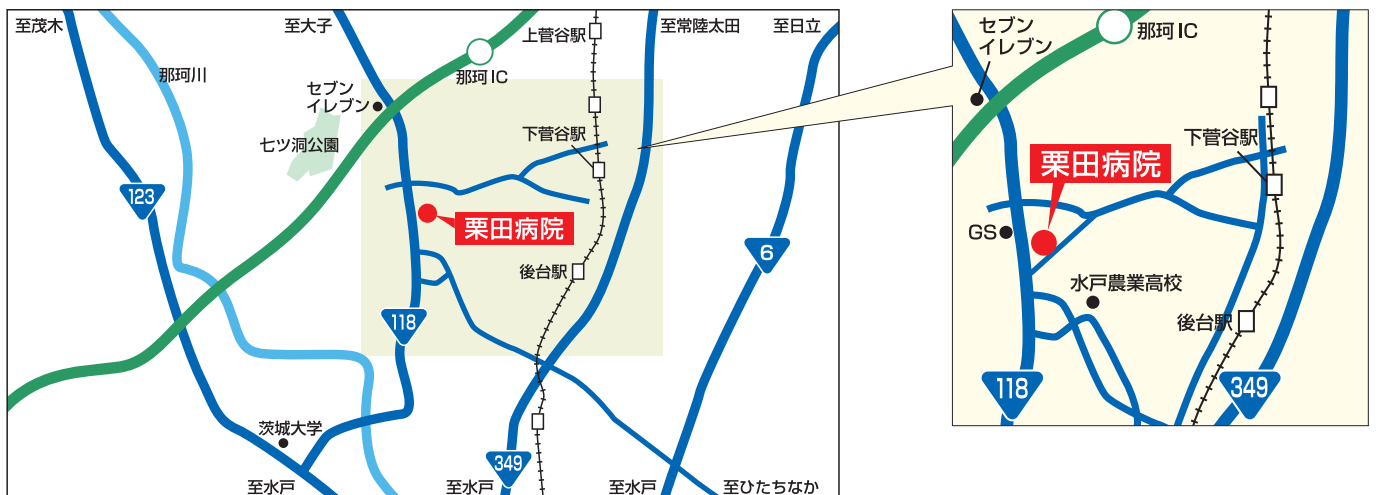 至茂木
至大子
上菅谷駅
至常陸太田
至日立
那珂川
那珂IC
セブン
イレブン
七ツ洞公園
下菅谷駅
123
栗田病院
6
後台駅
118
茨城大学
349
至水戸
至水戸
至水戸
至ひたちなか
セブン
イレブン
那珂IC
下菅谷駅
栗田病院
GS
水戸農業高校
後台駅
118
349